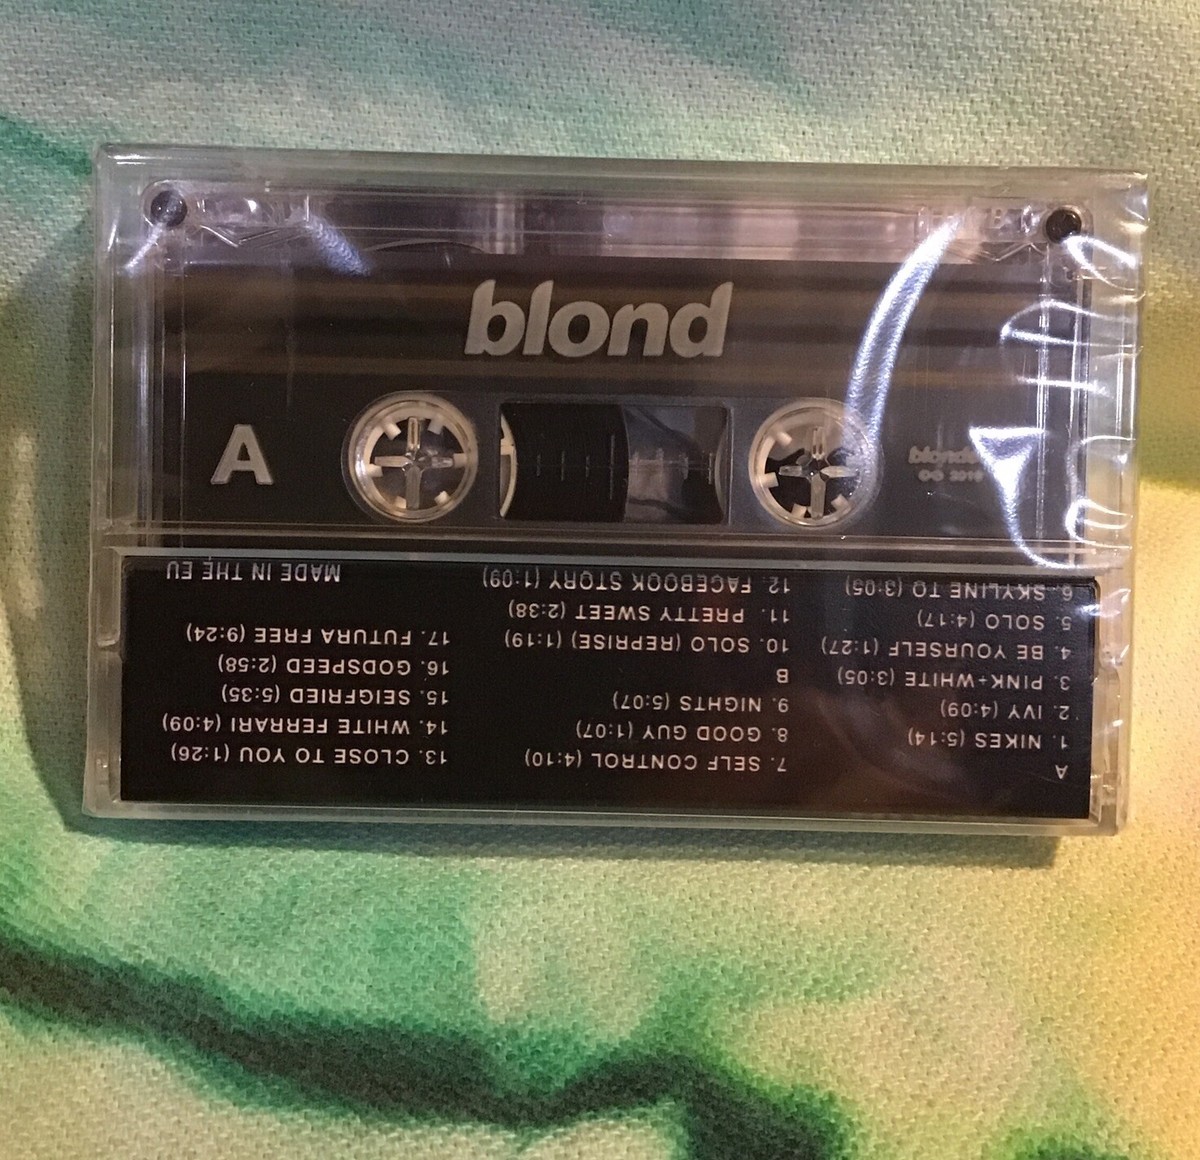 blond
A
A
1. NIKES (5:14)
2. IVY (4:09)
3. PINK+WHITE (3:05)
4. BE YOURSELF (1:27)
5. SOLO (4:17)
6. SKYLINE TO (3:05)
7. SELF CONTROL (4:10)
8. GOOD GUY (1:07)
9. NIGHTS (5:07)
B
10. SOLO (REPRISE) (1:19)
11. PRETTY SWEET (2:38)
12. FACEBOOK STORY (1:09)
13. CLOSE TO YOU (1:26)
14. WHITE FERRARI (4:09)
15. SEIGFRIED (5:35)
16. GODSPEED (2:58)
17. FUTURA FREE (9:24)
MADE IN THE EU